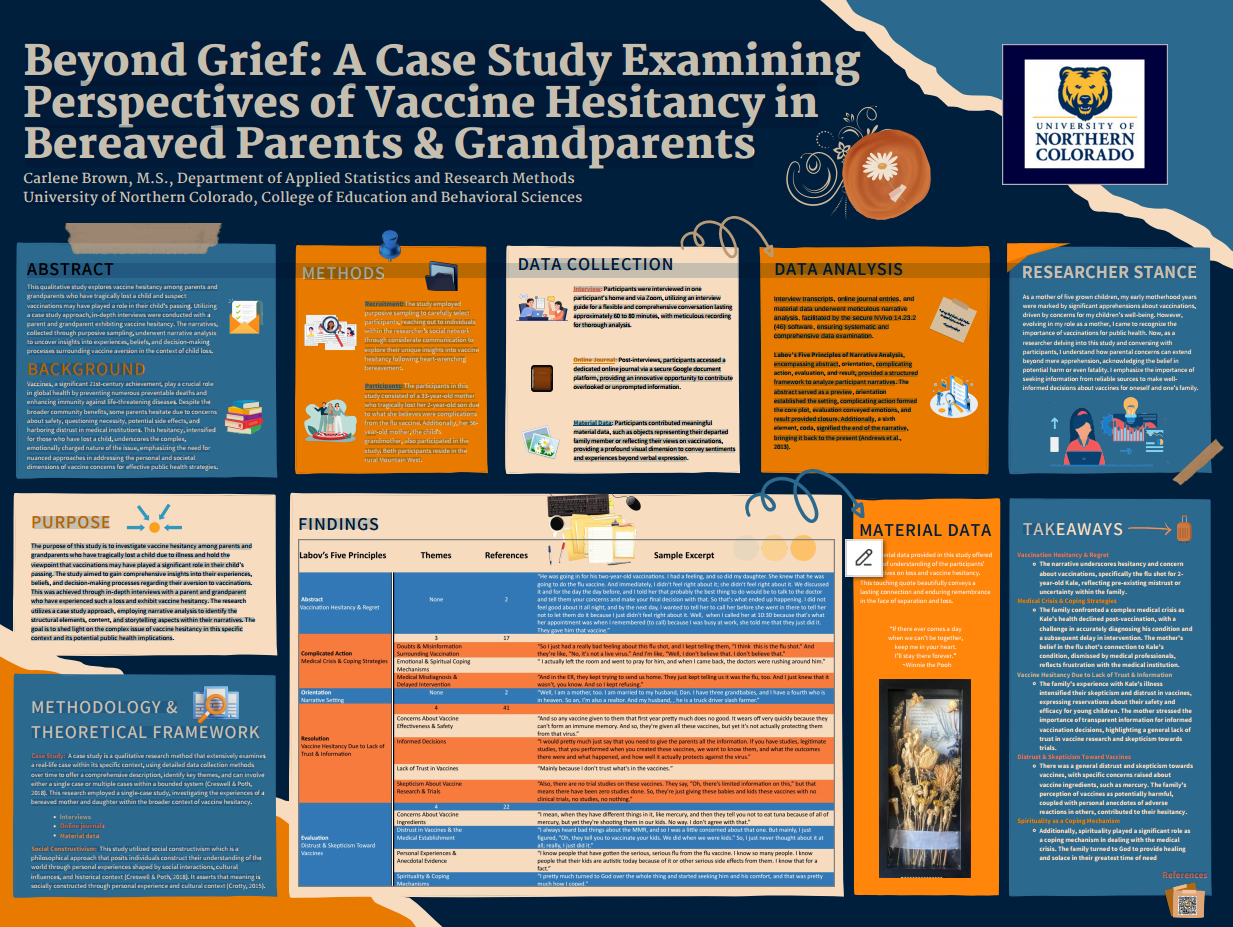 Beyond Grief: A Case Study Examining
Perspectives of Vaccine Hesitancy in
Bereaved Parents & Grandparents
Carlene Brown, M.S., Department of Applied Statistics and Research Methods
University of Northern Colorado, College of Education and Behavioral Sciences
UNIVERSITY OF
NORTHERN
COLORADO
ABSTRACT
This qualitative study explores vaccine hesitancy among parents and
grandparents who have tragically lost a child and suspect
vaccinations may have played a role in their child's passing. Utilizing
a case study approach, in-depth interviews were conducted with a
parent and grandparent exhibiting vaccine hesitancy. The narratives,
collected through purposive sampling, underwent narrative analysis
to uncover insights into experiences, beliefs, and decision-making
processes surrounding vaccine aversion in the context of child loss.
BACKGROUND
Vaccines, a significant 21st-century achievement, play a crucial role
in global health by preventing numerous preventable deaths and
enhancing immunity against life-threatening diseases. Despite the
broader community benefits, some parents hesitate due to concerns
about safety, questioning necessity, potential side effects, and
harboring distrust in medical institutions. This hesitancy, intensified
for those who have lost a child, underscores the complex,
emotionally charged nature of the issue, emphasizing the need for
nuanced approaches in addressing the personal and societal
dimensions of vaccine concerns for effective public health strategies.
METHODS
Recruitment: The study employed
purposive sampling to carefully select
participants, reaching out to individuals
within the researcher's social network
through considerate communication to
explore their unique insights into vaccine
hesitancy following heart-wrenching
bereavement.
Participants: The participants in this
study consisted of a 33-year-old mother
who tragically lost her 2-year-old son due
to what she believes were complications
from the flu vaccine. Additionally, her 56-
year-old mother, the child's
grandmother, also participated in the
study. Both participants reside in the
rural Mountain West.
DATA COLLECTION
Interview: Participants were interviewed in one
participant's home and via Zoom, utilizing an interview
guide for a flexible and comprehensive conversation lasting
approximately 60 to 80 minutes, with meticulous recording
for thorough analysis.
Online Journal: Post-interviews, participants accessed a
dedicated online journal via a secure Google document
platform, providing an innovative opportunity to contribute
overlooked or unprompted information.
Material Data: Participants contributed meaningful
material data, such as objects representing their departed
family member or reflecting their views on vaccinations,
providing a profound visual dimension to convey sentiments
and experiences beyond verbal expression.
DATA ANALYSIS
Interview transcripts, online journal entries, and
material data underwent meticulous narrative
analysis, facilitated by the secure NVivo 14.23.2
(46) software, ensuring systematic and
comprehensive data examination.
Labov's Five Principles of Narrative Analysis,
encompassing abstract, orientation, complicating
action, evaluation, and result, provided a structured
framework to analyze participant narratives. The
abstract served as a preview, orientation
established the setting, complicating action formed
the core plot, evaluation conveyed emotions, and
result provided closure. Additionally, a sixth
element, coda, signified the end of the narrative,
bringing it back to the present (Andrews et al.,
2013).
RESEARCHER STANCE
As a mother of five grown children, my early motherhood years
were marked by significant apprehensions about vaccinations,
driven by concerns for my children's well-being. However,
evolving in my role as a mother, I came to recognize the
importance of vaccinations for public health. Now, as a
researcher delving into this study and conversing with
participants, I understand how parental concerns can extend
beyond mere apprehension, acknowledging the belief in
potential harm or even fatality. I emphasize the importance of
seeking information from reliable sources to make well-
informed decisions about vaccines for oneself and one's family.
PURPOSE
The purpose of this study is to investigate vaccine hesitancy among parents and
grandparents who have tragically lost a child due to illness and hold the
viewpoint that vaccinations may have played a significant role in their child's
passing. The study aimed to gain comprehensive insights into their experiences,
beliefs, and decision-making processes regarding their aversion to vaccinations.
This was achieved through in-depth interviews with a parent and grandparent
who have experienced such a loss and exhibit vaccine hesitancy. The research
utilizes a case study approach, employing narrative analysis to identify the
structural elements, content, and storytelling aspects within their narratives. The
goal is to shed light on the complex issue of vaccine hesitancy in this specific
context and its potential public health implications.
METHODOLOGY &
THEORETICAL FRAMEWORK
Case Study: A case study is a qualitative research method that extensively examines
a real-life case within its specific context, using detailed data collection methods
over time to offer a comprehensive description, identify key themes, and can involve
either a single case or multiple cases within a bounded system (Creswell & Poth,
2018). This research employed a single-case study, investigating the experiences of a
bereaved mother and daughter within the broader context of vaccine hesitancy.
• Interviews
• Online journals
• Material data
Social Constructivism: This study utilized social constructivism which is a
philosophical approach that posits individuals construct their understanding of the
world through personal experiences shaped by social interactions, cultural
influences, and historical context (Creswell & Poth, 2018). It asserts that meaning is
socially constructed through personal experience and cultural context (Crotty, 2015).
FINDINGS
Labov's Five Principles Themes References Sample Excerpt
Abstract
Vaccination Hesitancy & Regret
None 2
"He was going in for his two-year-old vaccinations. I had a feeling, and so did my daughter. She knew that he was
going to do the flu vaccine. And immediately, I didn't feel right about it; she didn't feel right about it. We discussed
it and for the day the day before, and I told her that probably the best thing to do would be to talk to the doctor
and tell them your concerns and make your final decision with that. So that's what ended up happening. I did not
feel good about it all night, and by the next day, I wanted to tell her to call her before she went in there to tell her
not to let them do it because I just didn't feel right about it. Well, when I called her at 10:30 because that's what
her appointment was when I remembered (to call) because I was busy at work, she told me that they just did it.
They gave him that vaccine."
3 17
Complicated Action
Medical Crisis & Coping Strategies
Doubts & Misinformation
Surrounding Vaccination
"So I just had a really bad feeling about this flu shot, and I kept telling them, "I think this is the flu shot." And
they're like, "No, it's not a live virus." And I'm like, "Well, I don't believe that. I don't believe that."
Emotional & Spiritual Coping
Mechanisms
" I actually left the room and went to pray for him, and when I came back, the doctors were rushing around him."
Medical Misdiagnosis &
Delayed Intervention
"And in the ER, they kept trying to send us home. They just kept telling us it was the flu, too. And I just knew that it
wasn't, you know. And so I kept refusing."
Orientation
Narrative Setting
None 2
"Well, I am a mother, too. I am married to my husband, Dan. I have three grandbabies, and I have a fourth who is
in heaven. So an, I'm also a realtor. And my husband, , he is a truck driver slash farmer.
4 41
Resolution
Vaccine Hesitancy Due to Lack of
Trust & Information
Concerns About Vaccine
Effectiveness & Safety
"And so any vaccine given to them that first year pretty much does no good. It wears off very quickly because they
can't form an immune memory. And so, they're given all these vaccines, but yet it's not actually protecting them
from that virus."
Informed Decisions
"I would pretty much just say that you need to give the parents all the information. If you have studies, legitimate
studies, that you performed when you created these vaccines, we want to know them, and what the outcomes
were and what happened, and how well it actually protects against the virus."
Lack of Trust in Vaccines
"Mainly because I don't trust what's in the vaccines."
Skepticism About Vaccine
Research & Trials
"Also, there are no trial studies on these vaccines. They say, "Oh, there's limited information on this," but that
means there have been zero studies done. So, they're just giving these babies and kids these vaccines with no
clinical trials, no studies, no nothing."
4 22
Evaluation
Distrust & Skepticism Toward
Vaccines
Concerns About Vaccine
Ingredients
"I mean, when they have different things in it, like mercury, and then they tell you not to eat tuna because of all of
mercury, but yet they're shooting them in our kids. No way. I don't agree with that."
Distrust in Vaccines & the
Medical Establishment
"I always heard bad things about the MMR, and so I was a little concerned about that one. But mainly, I just
figured, "Oh, they tell you to vaccinate your kids. We did when we were kids." So, I just never thought about it at
all; really, I just did it."
Personal Experiences &
Anecdotal Evidence
"I know people that have gotten the serious, serious flu from the flu vaccine. I know so many people. I know
people that their kids are autistic today because of it or other serious side effects from them. I know that for a
fact."
Spirituality & Coping
Mechanisms
"I pretty much turned to God over the whole thing and started seeking him and his comfort, and that was pretty
much how I coped."
MATERIAL DATA
data provided in this study offered
of understanding of the participants'
on loss and vaccine hesitancy.
This touching quote beautifully conveys a
lasting connection and enduring remembrance
in the face of separation and loss.
"If there ever comes a
day when we can't be together,
keep me in your heart.
I'll stay there forever."
~Winnie the Pooh
TAKEAWAYS
Vaccination Hesitancy & Regret
The narrative underscores hesitancy and concern
about vaccinations, specifically the flu shot for 2-
year-old Kale, reflecting pre-existing mistrust or
uncertainty within the family.
Medical Crisis & Coping Strategies
The family confronted a complex medical crisis as
Kale's health declined post-vaccination, with a
challenge in accurately diagnosing his condition and
a subsequent delay in intervention. The mother's
belief in the flu shot's connection to Kale's
condition, dismissed by medical professionals,
reflects frustration with the medical institution.
Vaccine Hesitancy Due to Lack of Trust & Information
The family's experience with Kale's illness
intensified their skepticism and distrust in vaccines,
expressing reservations about their safety and
efficacy for young children. The mother stressed the
importance of transparent information for informed
vaccination decisions, highlighting a general lack of
trust in vaccine research and skepticism towards
trials.
Distrust & Skepticism Toward Vaccines
There was a general distrust and skepticism towards
vaccines, with specific concerns raised about
vaccine ingredients, such as mercury. The family's
perception of vaccines as potentially harmful,
coupled with personal anecdotes of adverse
reactions in others, contributed to their hesitancy.
Spirituality as a Coping Mechanism
Additionally, spirituality played a significant role as
a coping mechanism in dealing with the medical
crisis. The family turned to God to provide healing
and solace in their greatest time of need
References